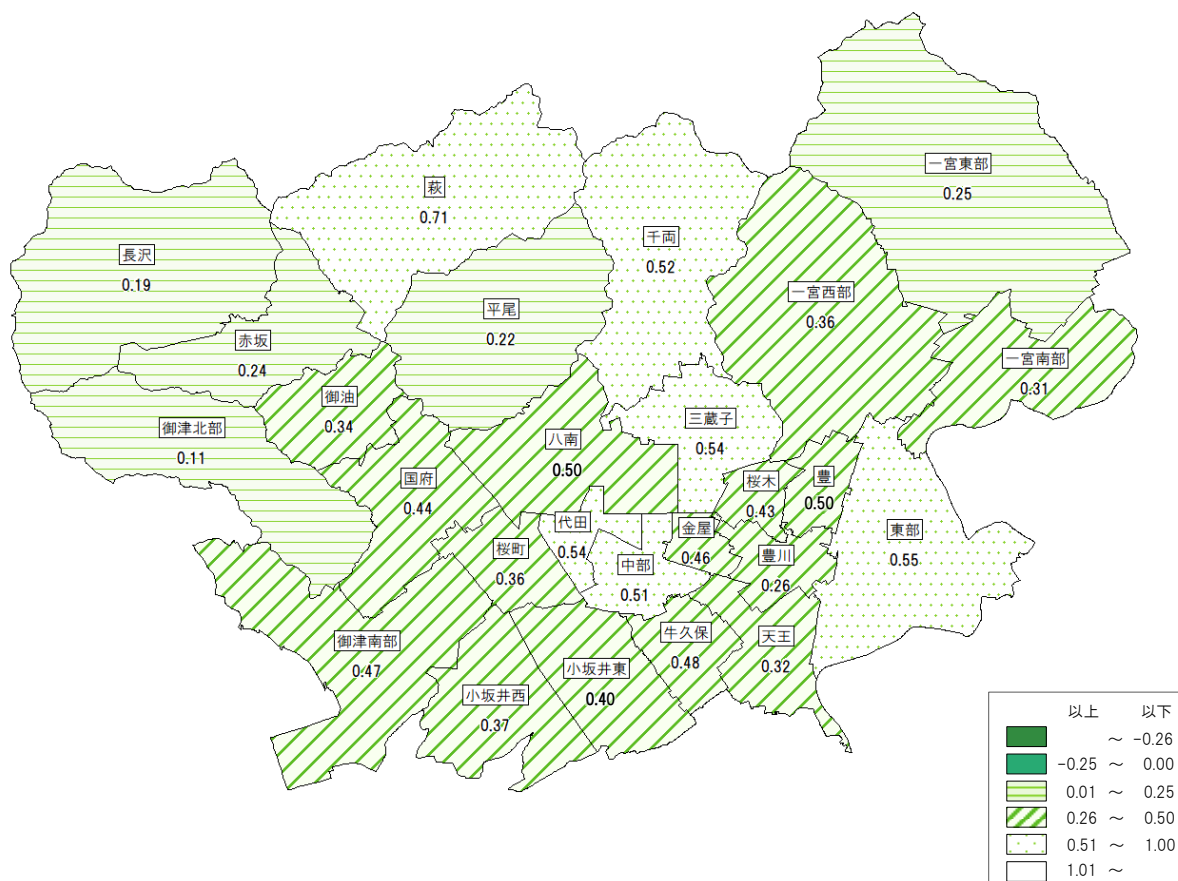 一宮東部
0.25
萩
0.71
千両
0.52
長沢
0.19
一宮西部
0.36
平尾
0.22
赤坂
0.24
一宮南部
0.31
御油
0.34
三蔵子
0.54
御津北部
0.11
八南
0.50
国府
0.44
桜木
0.43
豊
0.50
代田
0.54
金屋
0.46
東部
0.55
桜町
0.36
中部
0.51
豊川
0.26
御津南部
0.47
牛久保
0.48
天王
0.32
小坂井東
0.40
小坂井西
0.37
以上 以下
～ -0.26
-0.25 ～ 0.00
0.01 ～ 0.25
0.26 ～ 0.50
0.51 ～ 1.00
1.01 ～